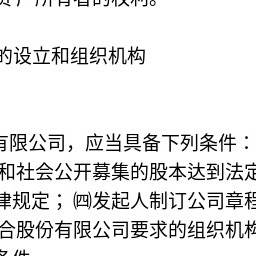 所有者的权利。
的设立和组织机构
有限公司，应当具备下列条件：
和社会公开募集的股本达到法定
律规定；㈣发起人制订公司章程
合股份有限公司要求的组织机构
条件